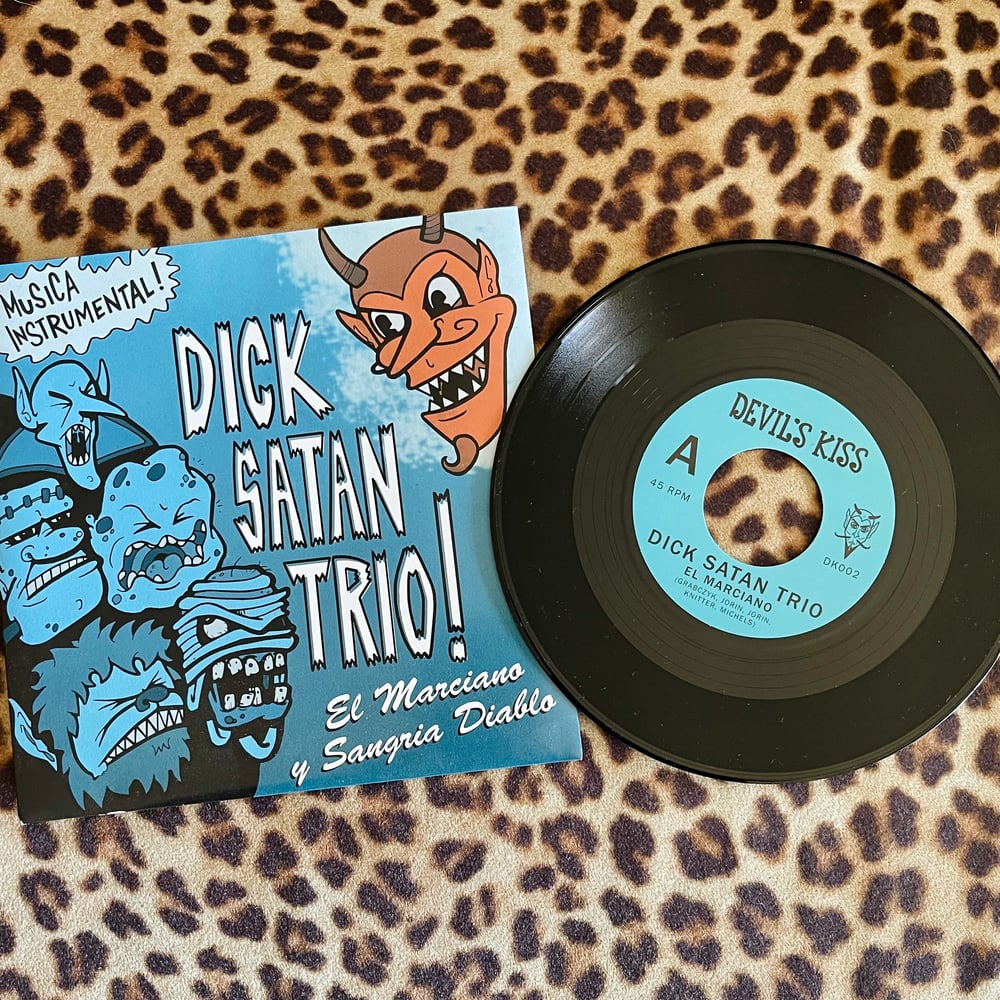 MUSICA
INSTRUMENTAL!
DICK
SATAN
TRIO!
El Marciano
y Sangria Diablo
DEVIL'S KISS
A
45 RPM
DK002
DICK SATAN TRIO
EL MARCIANO
(GRABCZYK, JORIN, JORIN,
KNITTER, MICHELS)